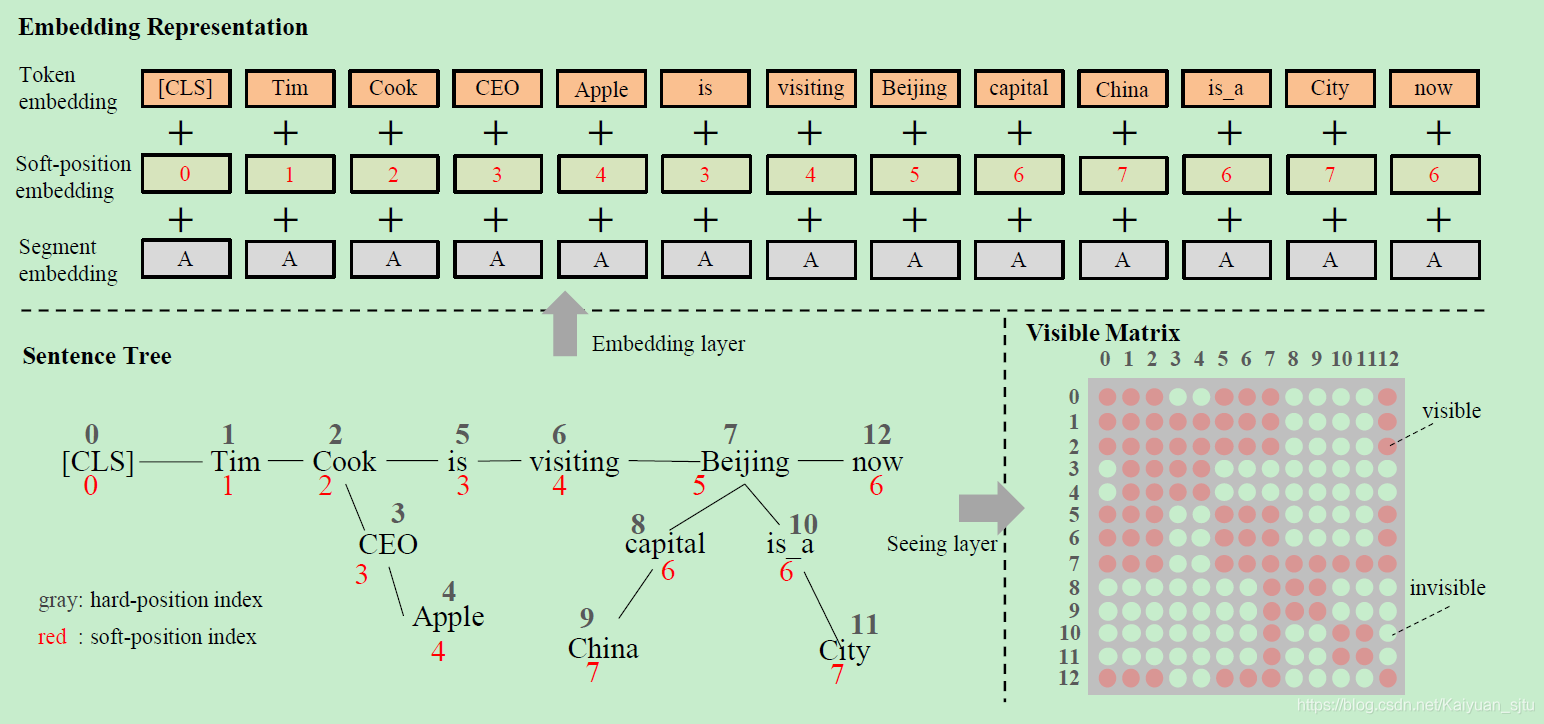 Embedding Representation
Token
embedding
[CLS] Tim Cook CEO Apple is visiting Beijing capital China is_a City now
+ + + + + + + + + + + + +
Soft-position
embedding
0 1 2 3 4 3 4 5 6 7 6 7 6
+ + + + + + + + + + + + +
Segment
embedding
A A A A A A A A A A A A A
Embedding layer
Sentence Tree
0 1 2 5 6 7 12
[CLS] Tim Cook is visiting Beijing now
0 1 2 3 4 5 6
3 8 10
CEO capital is_a
3 6 6
4 9 11
Apple China City
4 7 7
gray: hard-position index
red : soft-position index
Seeing layer
Visible Matrix
0 1 2 3 4 5 6 7 8 9 10 11 12
0
1
2
3
4
5
6
7
8
9
10
11
12
visible
invisible
https://blog.csdn.net/Kaiyuan_sjtu